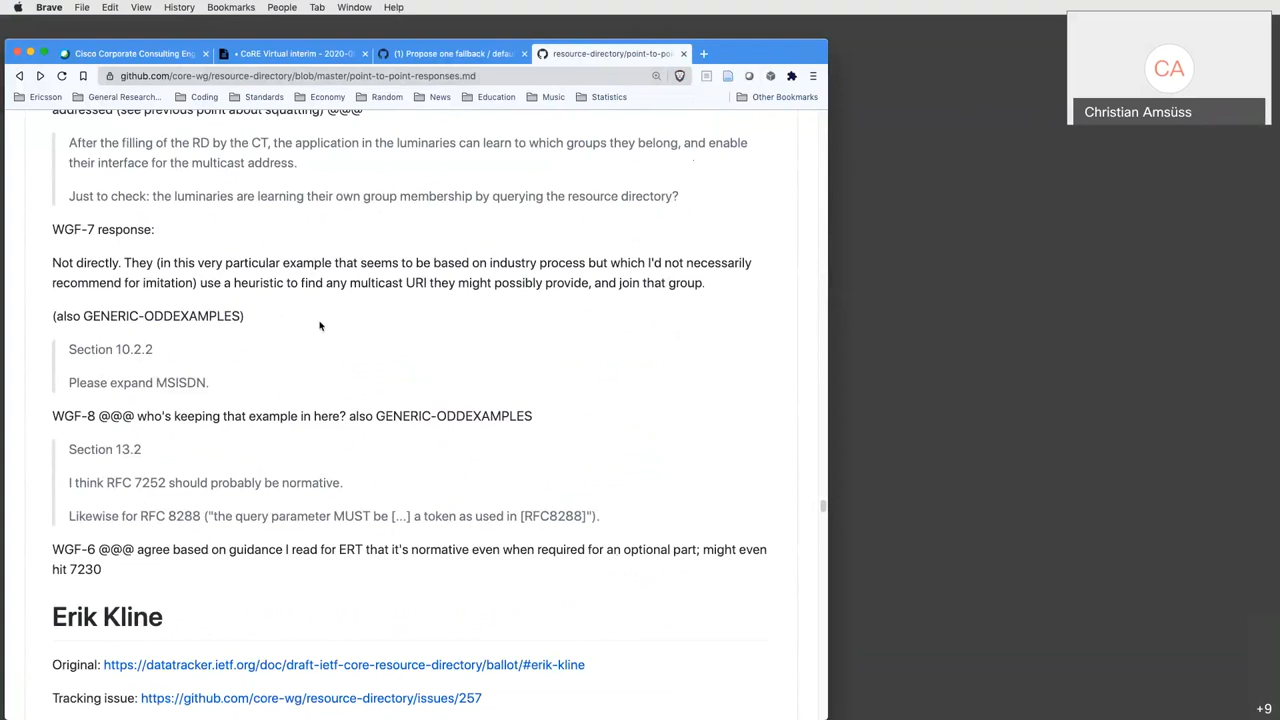 Brave File Edit View History Bookmarks People Tab Window Help
Cisco Corporate Consulting Eng
• CoRE Virtual interim - 2020-0
(1) Propose one fallback / defau
resource-directory/point-to-poi
github.com/core-wg/resource-directory/blob/master/point-to-point-responses.md
Ericsson General Research... Coding Standards Economy Random News Education Music Statistics Other Bookmarks
addressed (see previous point about squatting) @@@
After the filling of the RD by the CT, the application in the luminaries can learn to which groups they belong, and enable
their interface for the multicast address.
Just to check: the luminaries are learning their own group membership by querying the resource directory?
WGF-7 response:
Not directly. They (in this very particular example that seems to be based on industry process but which I'd not necessarily
recommend for imitation) use a heuristic to find any multicast URI they might possibly provide, and join that group.
(also GENERIC-ODDEXAMPLES)
Section 10.2.2
Please expand MSISDN.
WGF-8 @@@ who's keeping that example in here? also GENERIC-ODDEXAMPLES
Section 13.2
I think RFC 7252 should probably be normative.
Likewise for RFC 8288 ("the query parameter MUST be [...] a token as used in [RFC8288]").
WGF-6 @@@ agree based on guidance I read for ERT that it's normative even when required for an optional part; might even
hit 7230
Erik Kline
Original: https://datatracker.ietf.org/doc/draft-ietf-core-resource-directory/ballot/#erik-kline
Tracking issue: https://github.com/core-wg/resource-directory/issues/257
CA
Christian Amsüss
+9